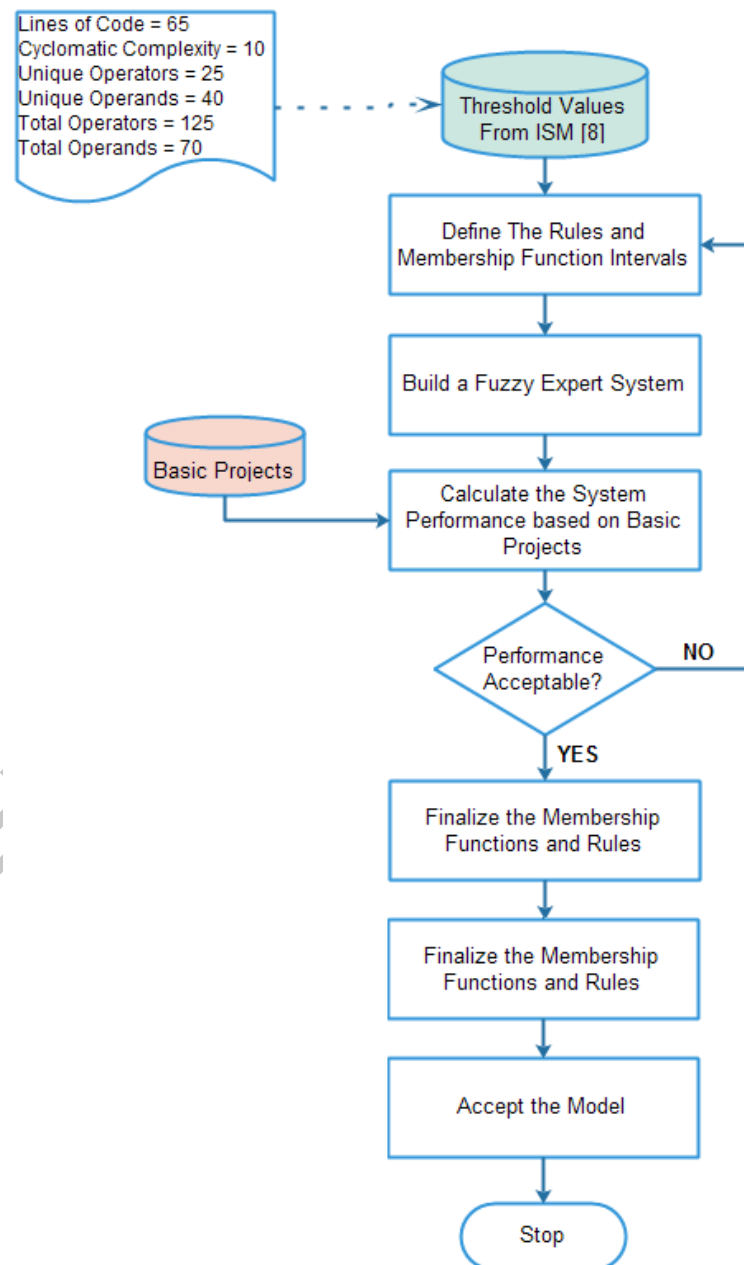 Lines of Code = 65
Cyclomatic Complexity = 10
Unique Operators = 25
Unique Operands = 40
Total Operators = 125
Total Operands = 70
Threshold Values
From ISM [8]
Define The Rules and
Membership Function Intervals
Build a Fuzzy Expert System
Basic Projects
Calculate the System
Performance based on Basic
Projects
Performance
Acceptable?
NO
YES
Finalize the Membership
Functions and Rules
Finalize the Membership
Functions and Rules
Accept the Model
Stop